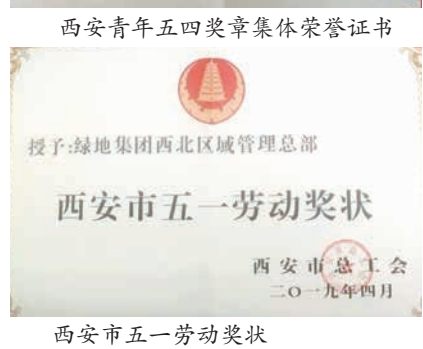 西安青年五四奖章集体荣誉证书
授予:绿地集团西北区域管理总部
西安市五一劳动奖状
西安市总工会
二〇一九年四月
西安市五一劳动奖状